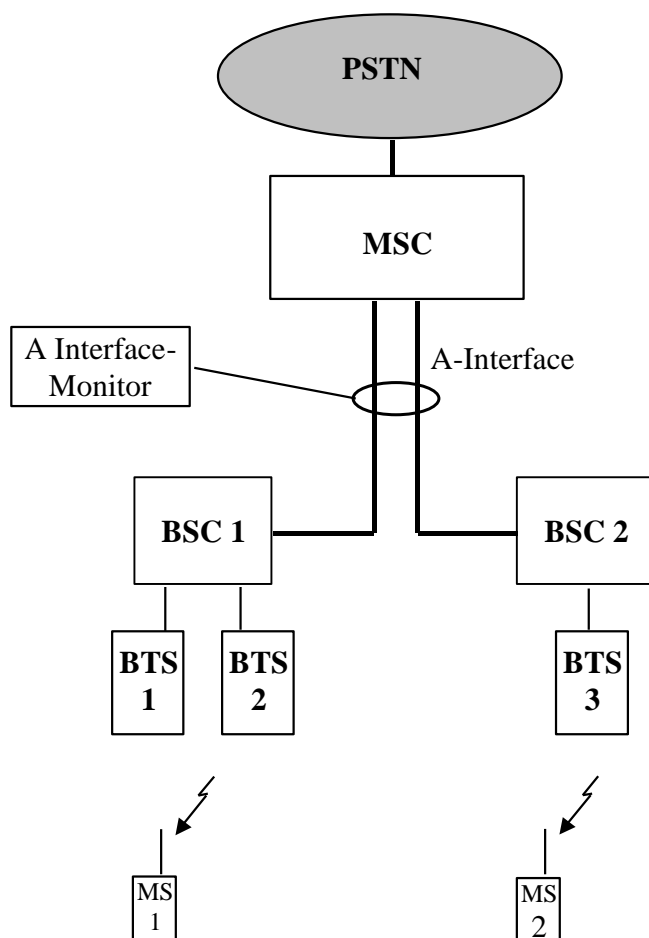 PSTN
MSC
A Interface-
Monitor
A-Interface
BSC 1
BSC 2
BTS
1
BTS
2
BTS
3
MS
1
MS
2